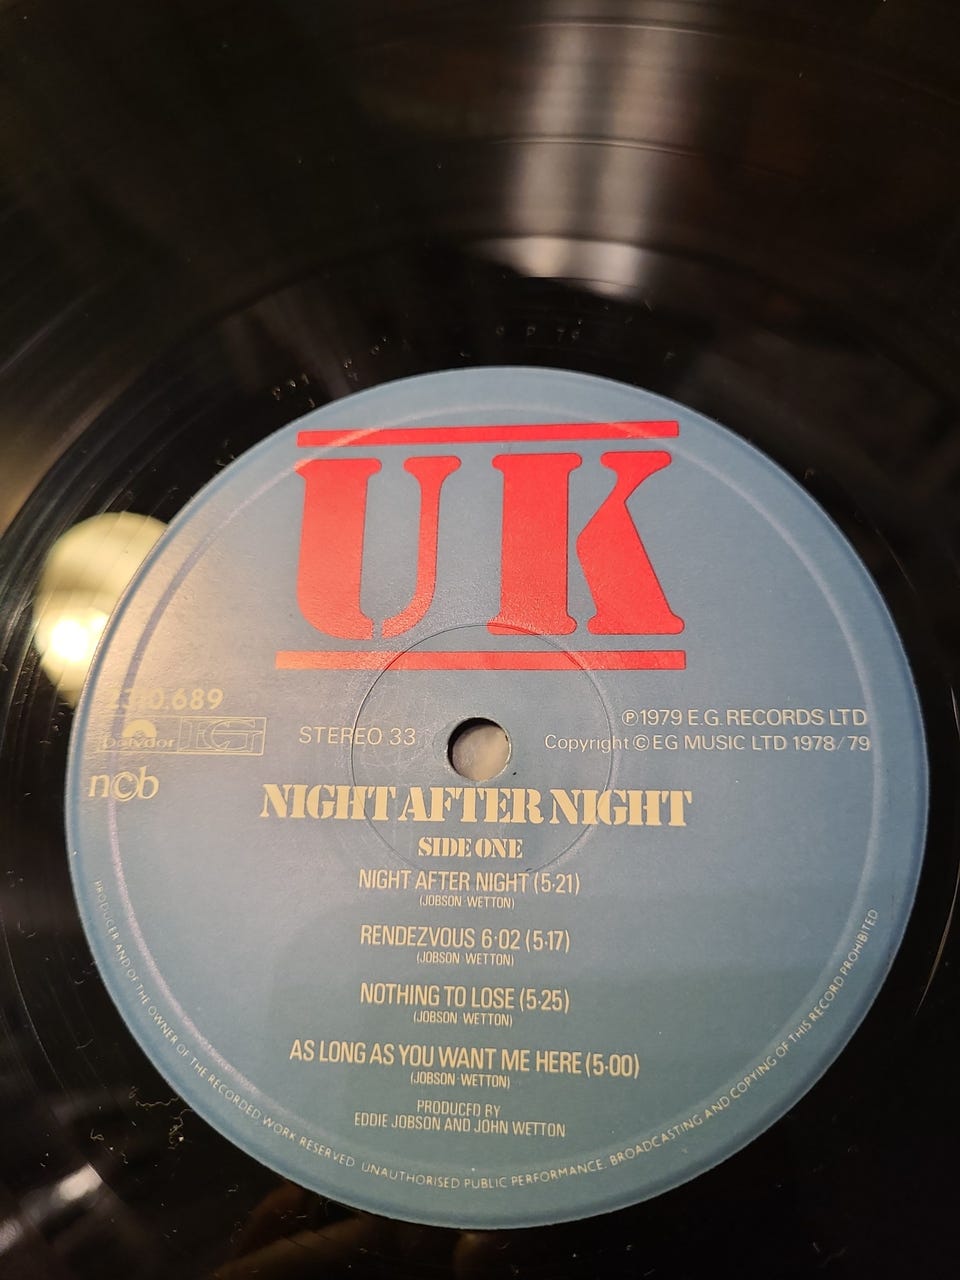 UK
2310.689
polydor EG
ncb
STEREO 33
℗1979 E.G. RECORDS LTD
Copyright ©EG MUSIC LTD 1978/79
NIGHT AFTER NIGHT
SIDE ONE
NIGHT AFTER NIGHT (5·21)
(JOBSON-WETTON)
RENDEZVOUS 6·02 (5·17)
(JOBSON-WETTON)
NOTHING TO LOSE (5·25)
(JOBSON-WETTON)
AS LONG AS YOU WANT ME HERE (5·00)
(JOBSON-WETTON)
PRODUCED BY
EDDIE JOBSON AND JOHN WETTON
PRODUCER AND OF THE OWNER OF THE RECORDED WORK RESERVED. UNAUTHORISED PUBLIC PERFORMANCE. BROADCASTING AND COPYING OF THIS RECORD PROHIBITED